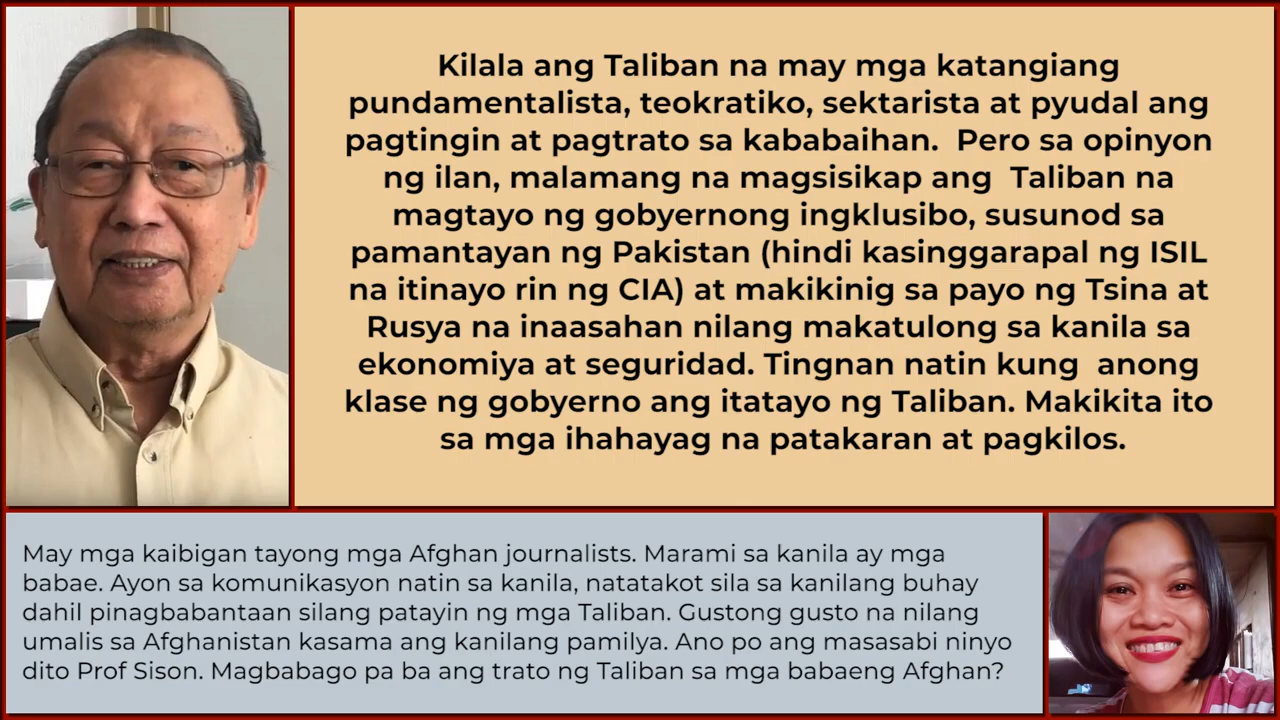 Kilala ang Taliban na may mga katangiang
pundamentalista, teokratiko, sektarista at pyudal ang
pagtingin at pagtrato sa kababaihan.  Pero sa opinyon
ng ilan, malamang na magsisikap ang  Taliban na
magtayo ng gobyernong ingklusibo, susunod sa
pamantayan ng Pakistan (hindi kasinggarapal ng ISIL
na itinayo rin ng CIA) at makikinig sa payo ng Tsina at
Rusya na inaasahan nilang makatulong sa kanila sa
ekonomiya at seguridad. Tingnan natin kung  anong
klase ng gobyerno ang itatayo ng Taliban. Makikita ito
sa mga ihahayag na patakaran at pagkilos.
May mga kaibigan tayong mga Afghan journalists. Marami sa kanila ay mga
babae. Ayon sa komunikasyon natin sa kanila, natatakot sila sa kanilang buhay
dahil pinagbabantaan silang patayin ng mga Taliban. Gustong gusto na nilang
umalis sa Afghanistan kasama ang kanilang pamilya. Ano po ang masasabi ninyo
dito Prof Sison. Magbabago pa ba ang trato ng Taliban sa mga babaeng Afghan?